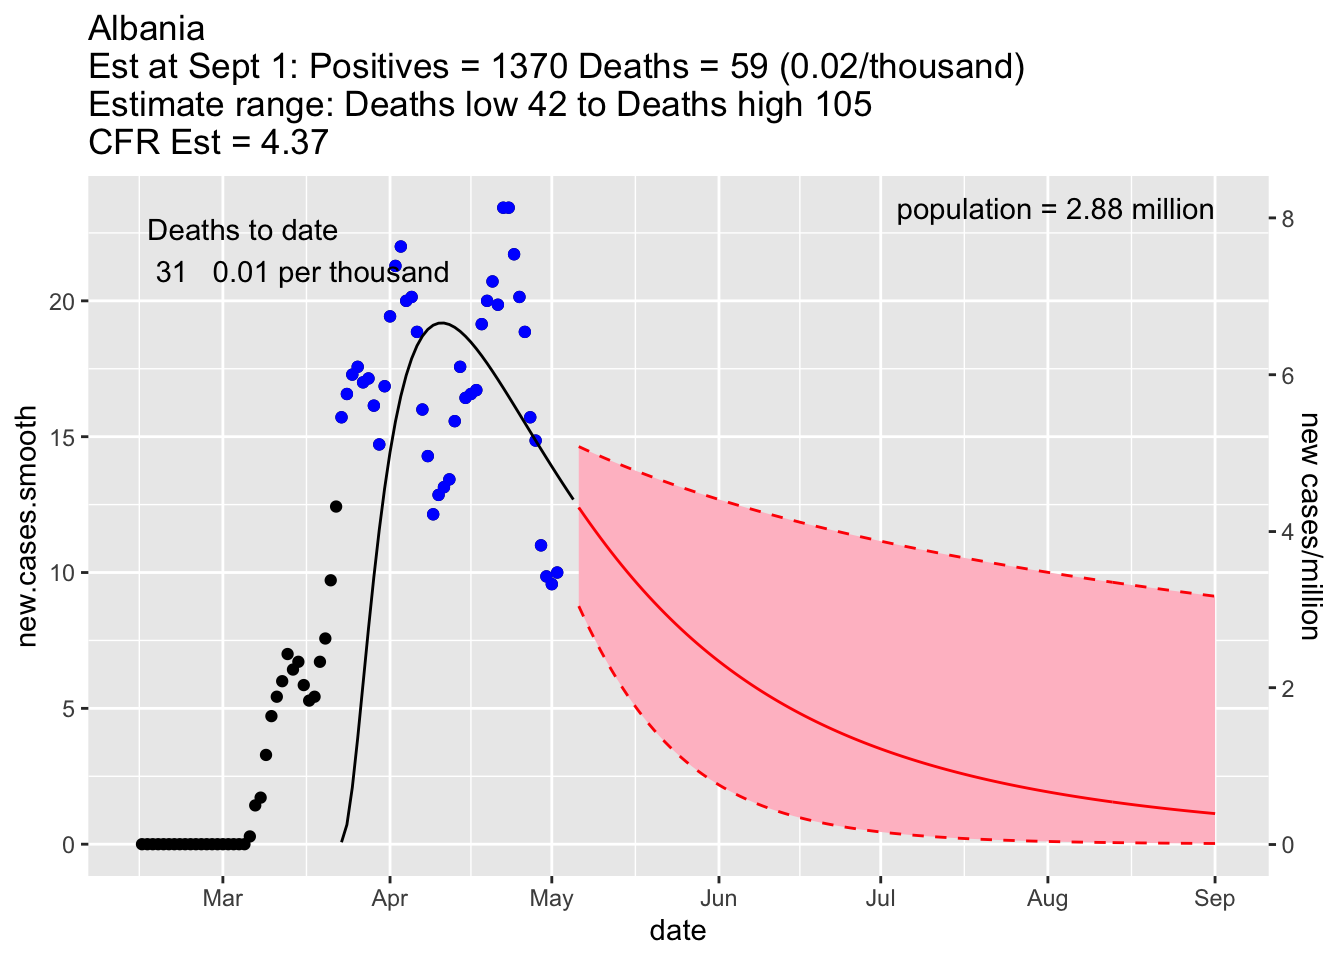 Albania
Est at Sept 1: Positives = 1370 Deaths = 59 (0.02/thousand)
Estimate range: Deaths low 42 to Deaths high 105
CFR Est = 4.37
population = 2.88 million
Deaths to date
31 0.01 per thousand
new.cases.smooth
20
15
10
5
0
8
6
4
2
0
new cases/million
Mar Apr May Jun Jul Aug Sep
date